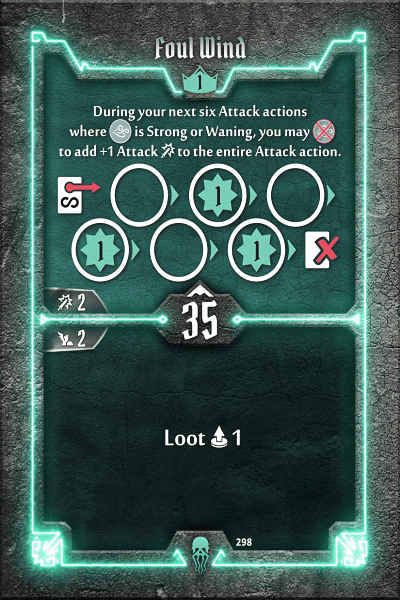 Foul Wind
1
During your next six Attack actions
where is Strong or Waning, you may
to add +1 Attack to the entire Attack action.
1
1 1
2
35
2
Loot 1
298